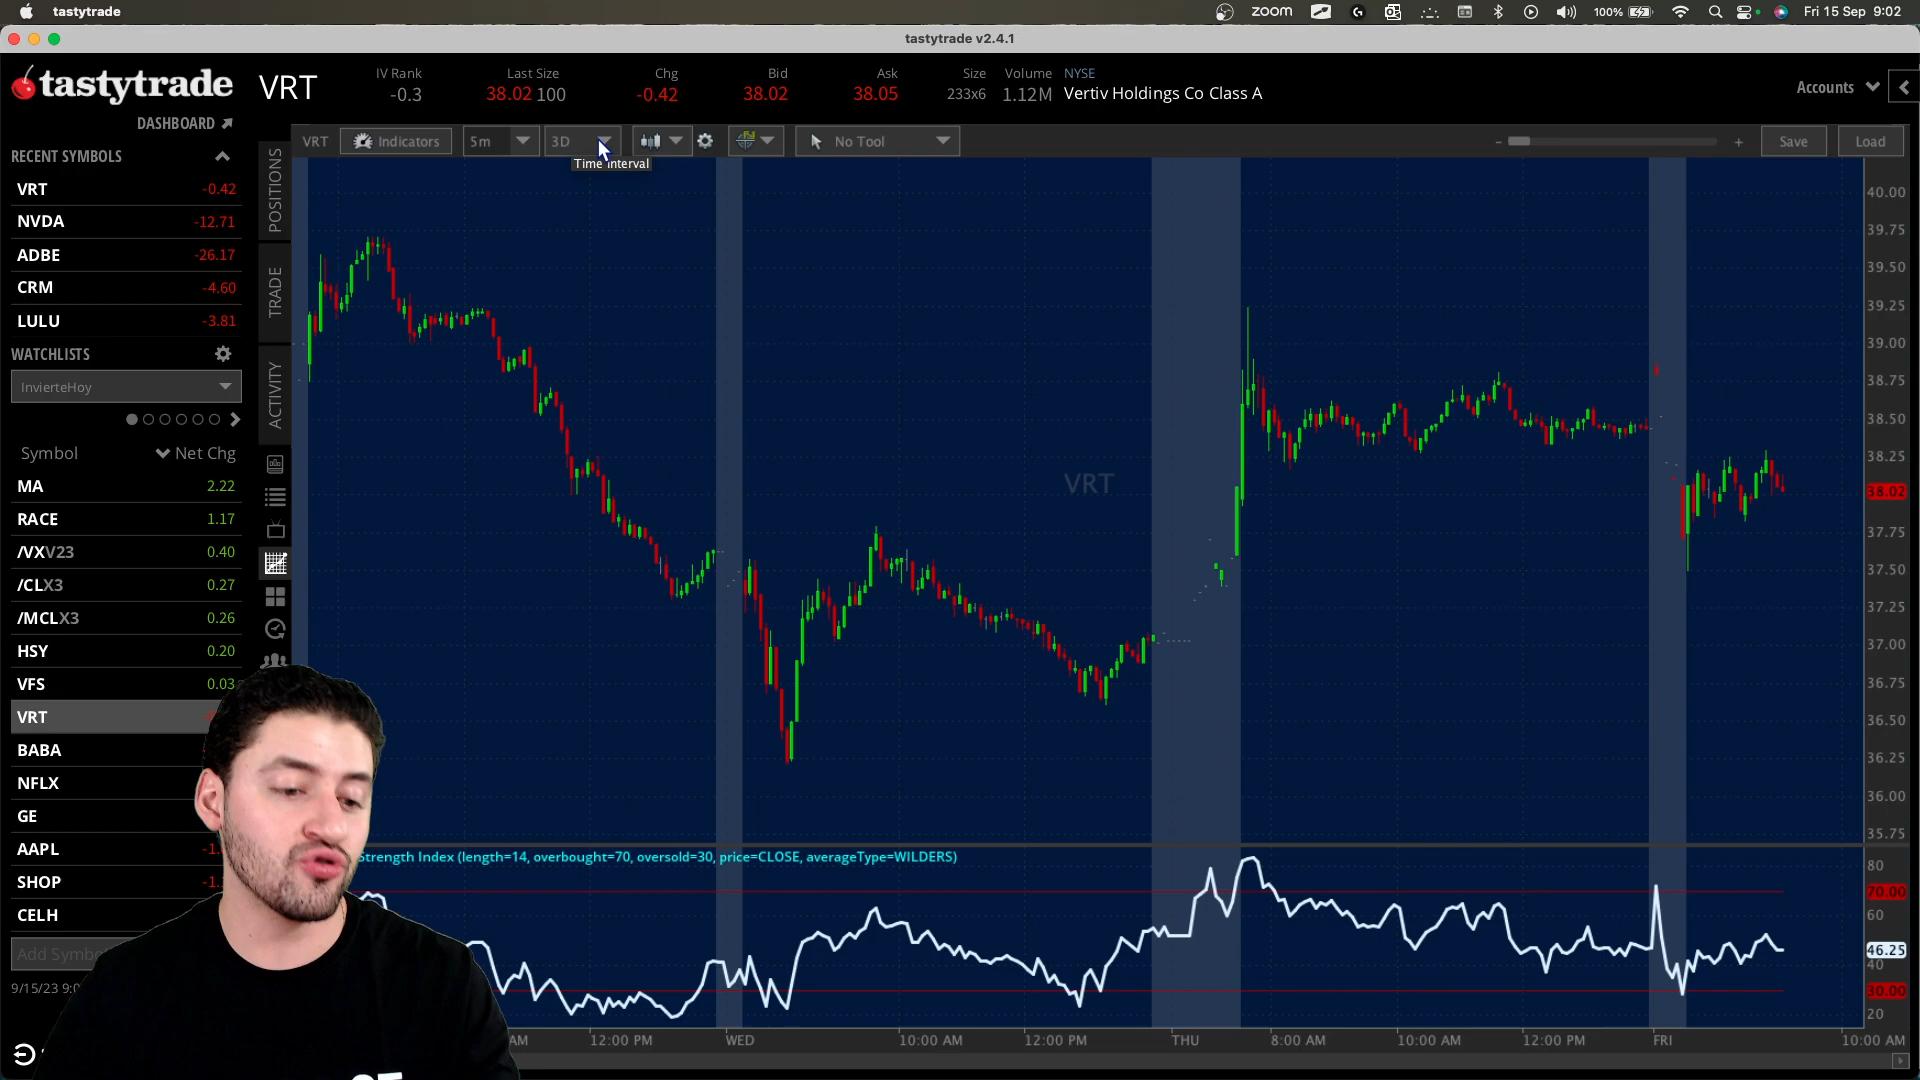 tastytrade
zoom
100%
Fri 15 Sep 9:02
tastytrade v2.4.1
tastytrade
DASHBOARD
VRT
IV Rank
-0.3
Last Size
38.02 100
Chg
-0.42
Bid
38.02
Ask
38.05
Size
233x6
Volume
1.12M
NYSE
Vertiv Holdings Co Class A
Accounts
VRT
Indicators
5m
3D
No Tool
Save
Load
Time Interval
RECENT SYMBOLS
VRT -0.42
NVDA -12.71
ADBE -26.17
CRM -4.60
LULU -3.81
WATCHLISTS
InvierteHoy
Symbol Net Chg
MA 2.22
RACE 1.17
/VXV23 0.40
/CLX3 0.27
/MCLX3 0.26
HSY 0.20
VFS 0.03
VRT
BABA
NFLX
GE
AAPL -1.
SHOP -1.
CELH
Add Symbo
9/15/23 9:0
POSITIONS
TRADE
ACTIVITY
VRT
40.00
39.75
39.50
39.25
39.00
38.75
38.50
38.25
38.02
37.75
37.50
37.25
37.00
36.75
36.50
36.25
36.00
35.75
Strength Index (length=14, overbought=70, oversold=30, price=CLOSE, averageType=WILDERS)
80
70.00
60
46.25
40
30.00
20
AM 12:00 PM WED 10:00 AM 12:00 PM THU 8:00 AM 10:00 AM 12:00 PM FRI 10:00 AM